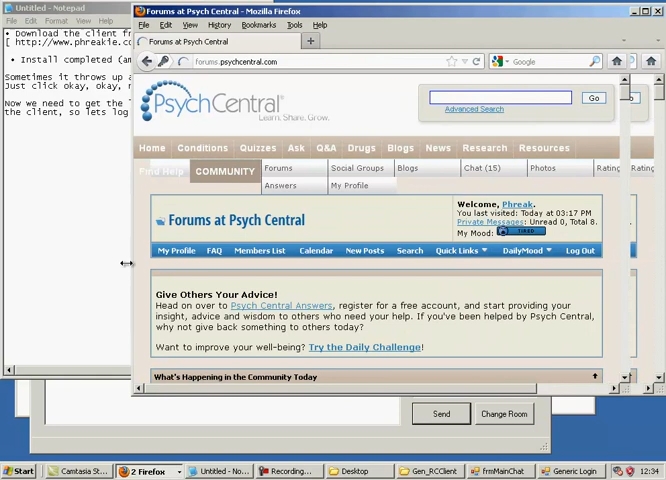 Untitled - Notepad
File Edit Format View
• Download the client fr
[ http://www.phreakie.co
• Install completed (an
Sometimes it throws up a
Just click okay, okay,
Now we need to get the
the client, so lets log
Forums at Psych Central - Mozilla Firefox
File Edit View History Bookmarks Tools Help
Forums at Psych Central
forums.psychcentral.com
Google
PsychCentral
Learn. Share. Grow.
Go
Advanced Search
Home Conditions Quizzes Ask Q&A Drugs Blogs News Research Resources
Find Help COMMUNITY Forums Social Groups Blogs Chat (15) Photos Rating Rating
Answers My Profile
Forums at Psych Central
Welcome, Phreak.
You last visited: Today at 03:17 PM
Private Messages: Unread 0, Total 8.
My Mood: TIRED
My Profile FAQ Members List Calendar New Posts Search Quick Links DailyMood Log Out
Give Others Your Advice!
Head on over to Psych Central Answers, register for a free account, and start providing your
insight, advice and wisdom to others who need your help. If you've been helped by Psych Central,
why not give back something to others today?
Want to improve your well-being? Try the Daily Challenge!
What's Happening in the Community Today
Send Change Room
Start Camtasia St... 2 Firefox Untitled - No... Recording... Desktop Gen_RCClient frmMainChat Generic Login 12:34